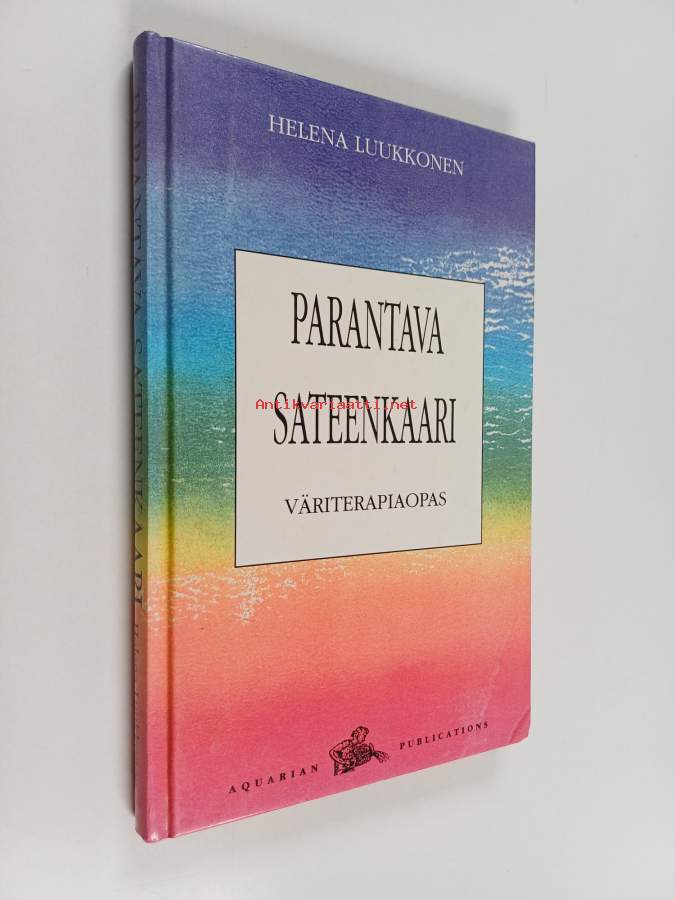 HELENA LUUKKONEN
PARANTAVA
Antikvariaatti.net
SATEENKAARI
VÄRITERAPIAOPAS
AQUARIAN PUBLICATIONS
PARANTAVA SATEENKAARI